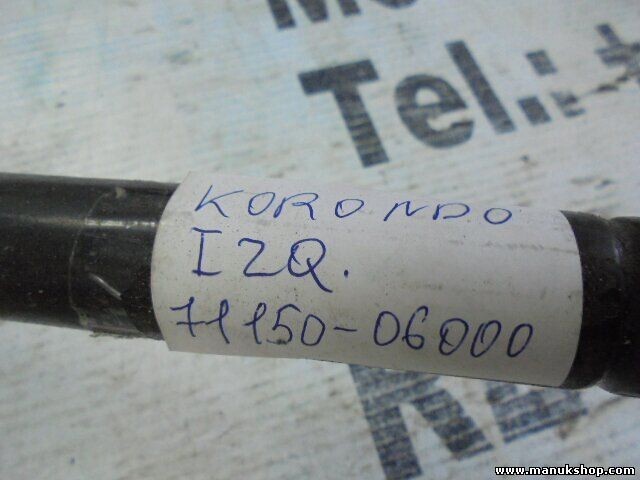 Tel.:
KORONDO
IZQ.
71150-06000
www.manukshop.com